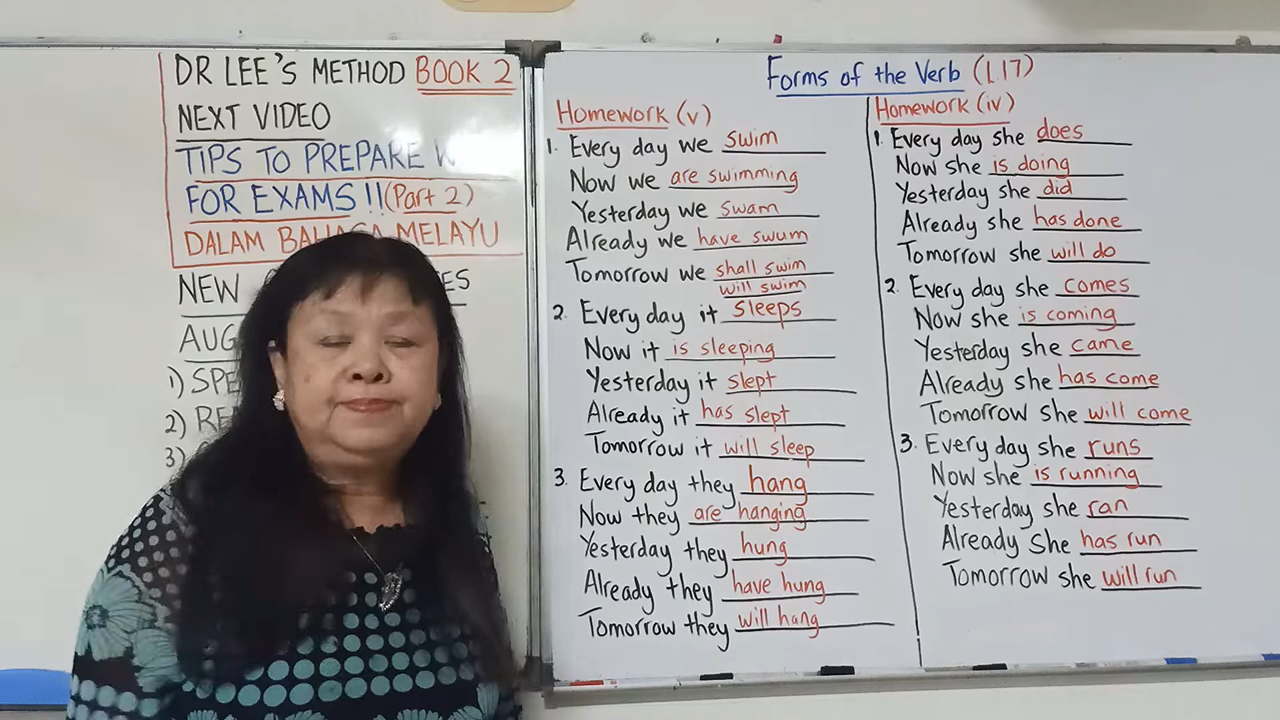 DR LEE'S METHOD BOOK 2
NEXT VIDEO
TIPS TO PREPARE
FOR EXAMS !! (Part 2)
DALAM BAHASA MELAYU
NEW
Forms of the Verb (1.17)
Homework (v)
1. Every day we swim
Now we are swimming
Yesterday we swam
Already we have swum
Tomorrow we shall swim
will swim
2. Every day it sleeps
Now it is sleeping
Yesterday it slept
Already it has slept
Tomorrow it will sleep
3. Every day they hang
Now they are hanging
Yesterday they hung
Already they have hung
Tomorrow they will hang
Homework (iv)
1. Every day she does
Now she is doing
Yesterday she did
Already she has done
Tomorrow she will do
2. Every day she comes
Now she is coming
Yesterday she came
Already she has come
Tomorrow she will come
3. Every day she runs
Now she is running
Yesterday she ran
Already she has run
Tomorrow she will run